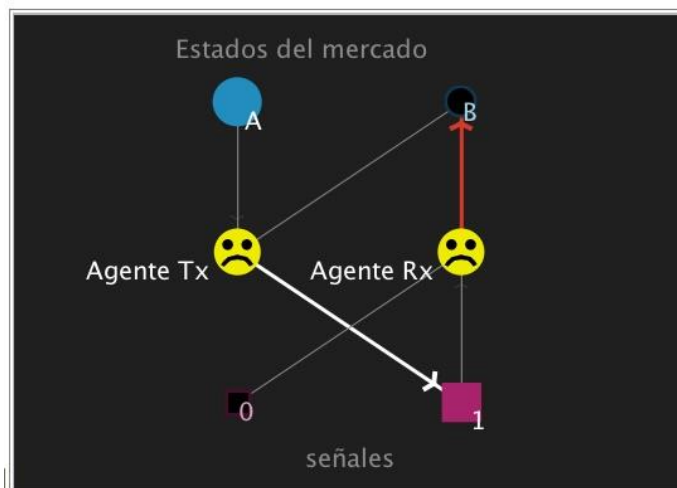 Estados del mercado
A
B
Agente Tx
Agente Rx
0
1
señales